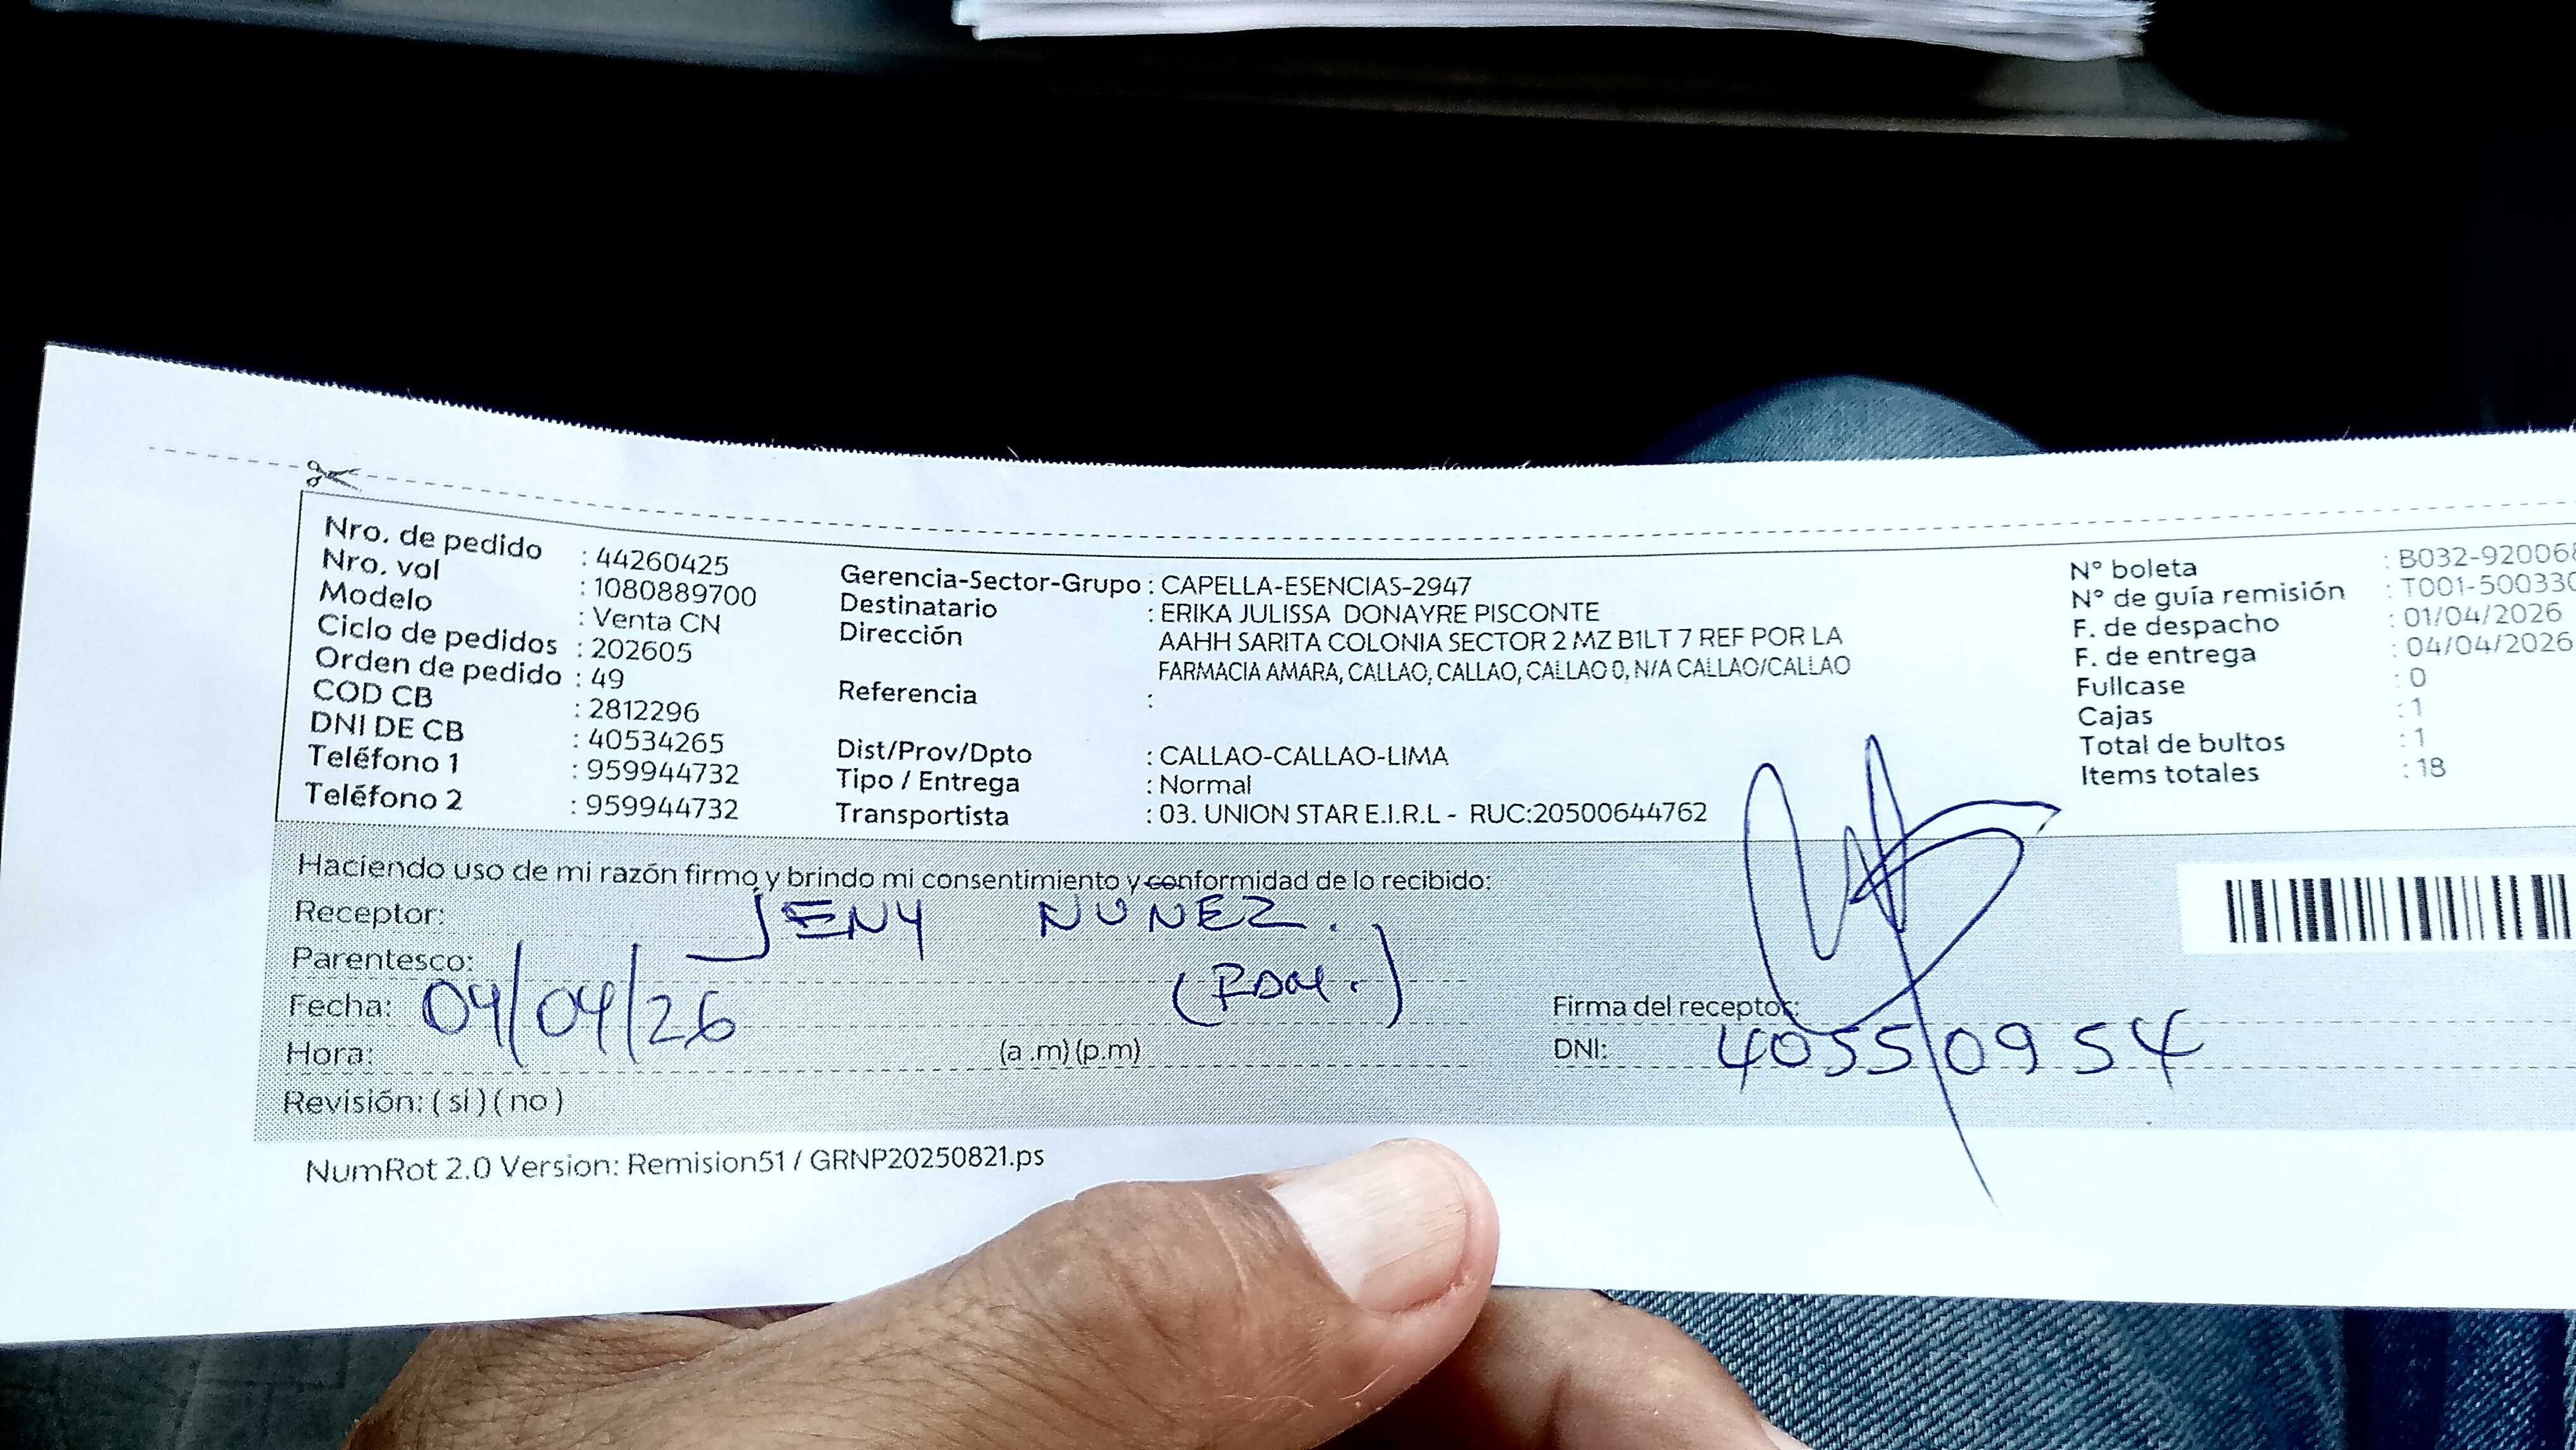 Nro. de pedido : 44260425
Nro. vol : 1080889700
Modelo : Venta CN
Ciclo de pedidos : 202605
Orden de pedido : 49
COD CB : 2812296
DNI DE CB : 40534265
Teléfono 1 : 959944732
Teléfono 2 : 959944732
Gerencia-Sector-Grupo : CAPELLA-ESENCIAS-2947
Destinatario : ERIKA JULISSA DONAYRE PISCONTE
Dirección AAHH SARITA COLONIA SECTOR 2 MZ B1LT 7 REF POR LA
FARMACIA AMARA, CALLAO, CALLAO, CALLAO 0, N/A CALLAO/CALLAO
Referencia :
Dist/Prov/Dpto : CALLAO-CALLAO-LIMA
Tipo / Entrega : Normal
Transportista : 03. UNION STAR E.I.R.L - RUC:20500644762
N° boleta : B032-92006
N° de guía remisión : T001-50033
F. de despacho : 01/04/2026
F. de entrega : 04/04/2026
Fullcase : 0
Cajas : 1
Total de bultos : 1
Items totales : 18
Haciendo uso de mi razón firmo y brindo mi consentimiento y conformidad de lo recibido:
Receptor: JENY NUNEZ.
Parentesco:
Fecha: 04/04/26
Hora: (a .m) (p.m)
Revisión: ( si ) ( no )
Firma del receptor:
DNI: 40550954
NumRot 2.0 Version: Remision51 / GRNP20250821.ps